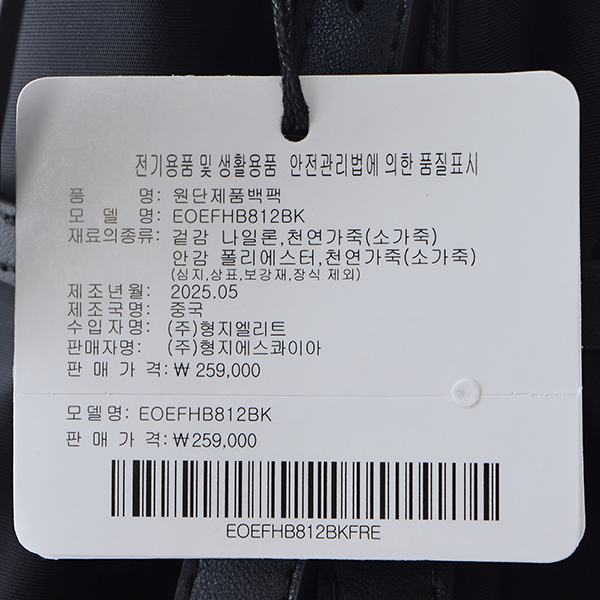 전기용품 및 생활용품 안전관리법에 의한 품질표시
품 명: 원단제품백팩
모 델 명: EOEFHB812BK
재료의종류: 겉감 나일론,천연가죽(소가죽)
안감 폴리에스터,천연가죽(소가죽)
(심지,상표,보강재,장식 제외)
제조년월: 2025.05
제조국명: 중국
수입자명: (주)형지엘리트
판매자명: (주)형지에스콰이아
판 매 가 격: ₩ 259,000
모델명: EOEFHB812BK
판 매 가 격: ₩259,000
EOEFHB812BKFRE